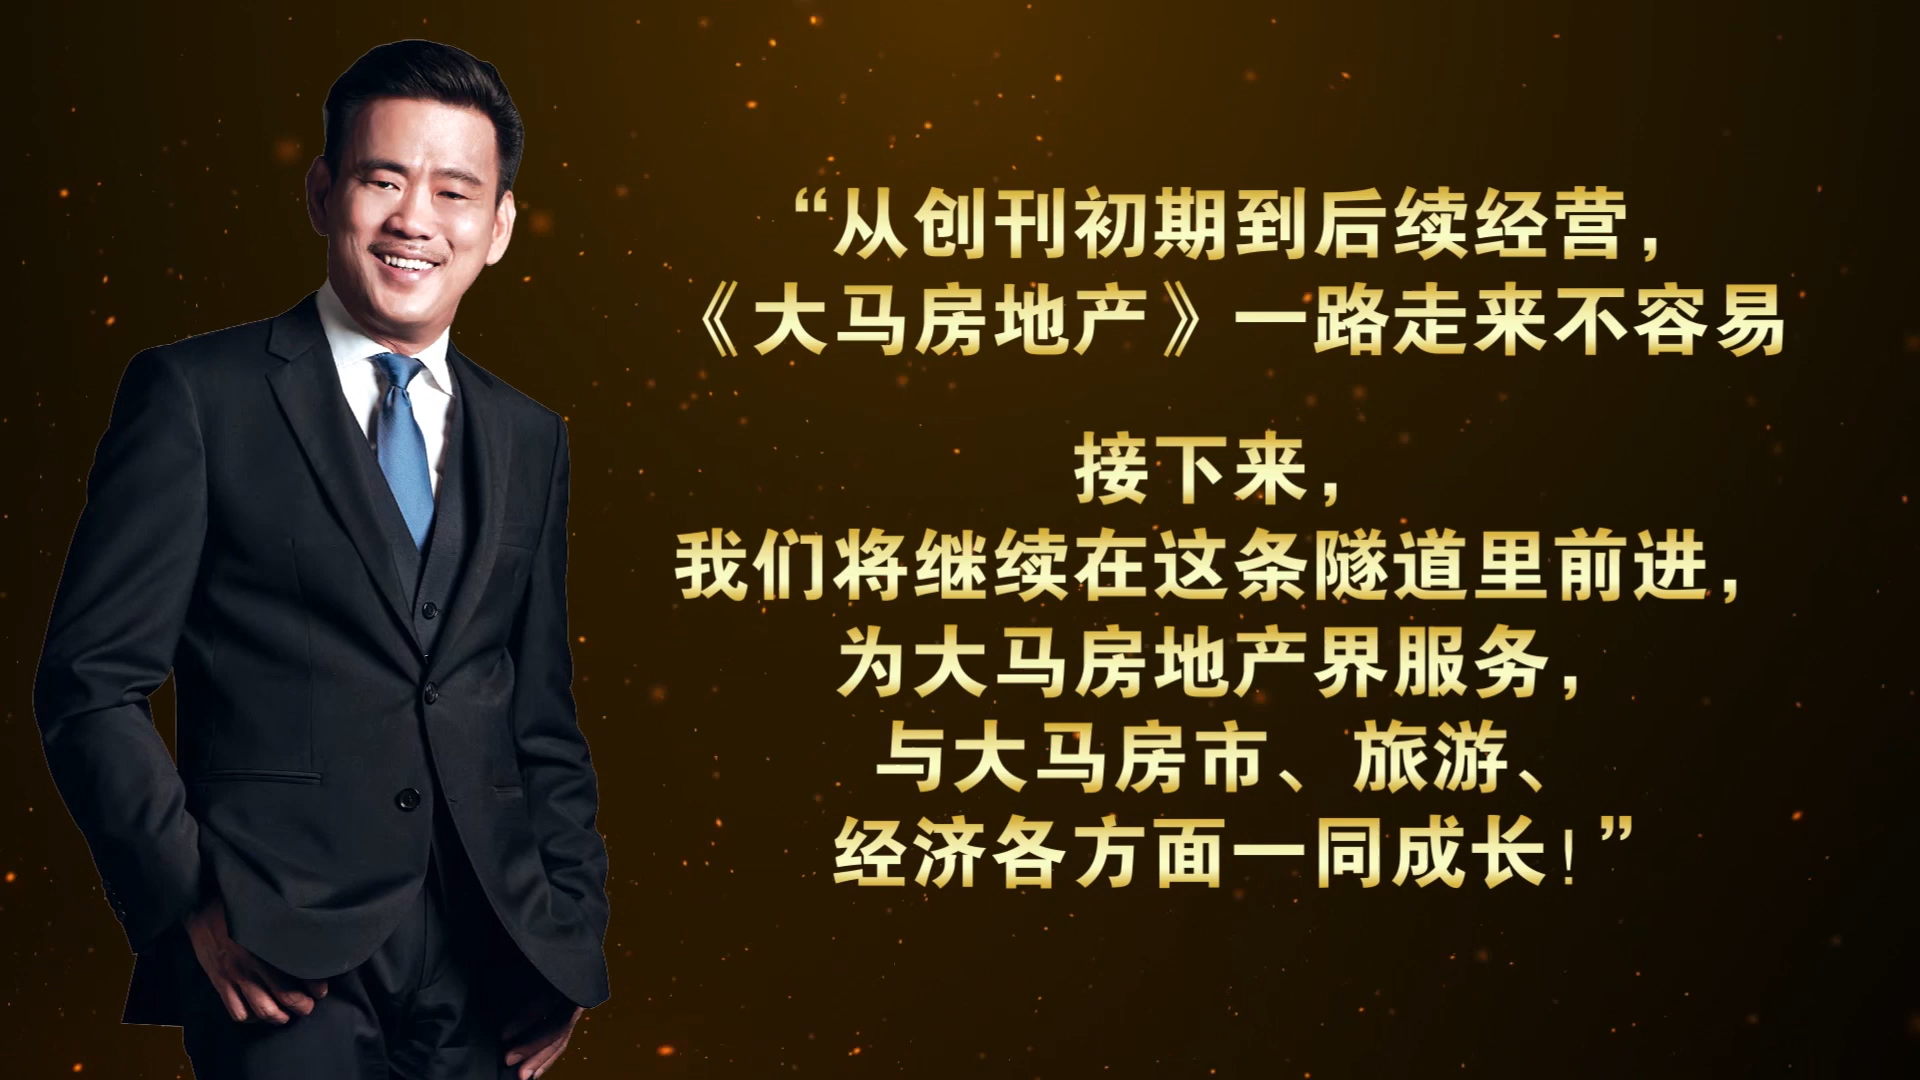 “从创刊初期到后续经营，
《大马房地产》一路走来不容易
接下来，
我们将继续在这条隧道里前进，
为大马房地产界服务，
与大马房市、旅游、
经济各方面一同成长！”